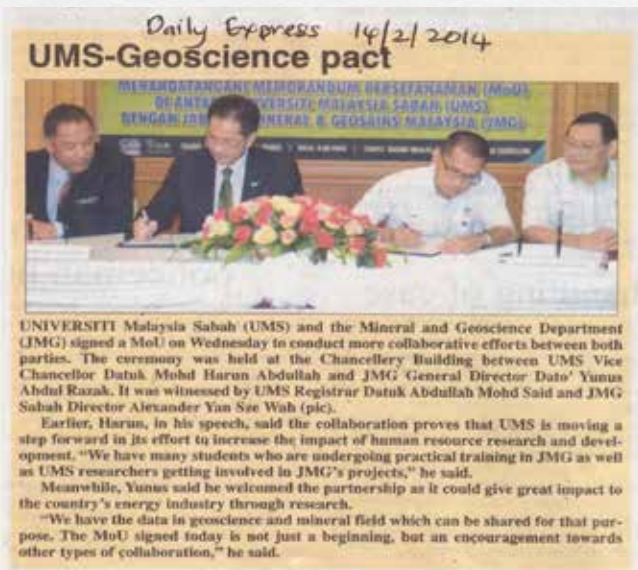 Daily Express 14/2/2014
UMS-Geoscience pact
MENANDATANGANI MEMORANDUM PERSEFAHAMAN (MoU)
DI ANTARA UNIVERSITI MALAYSIA SABAH (UMS)
DENGAN JABATAN MINERAL & GEOSAINS MALAYSIA (JMG)
UNIVERSITI Malaysia Sabah (UMS) and the Mineral and Geoscience Department
(JMG) signed a MoU on Wednesday to conduct more collaborative efforts between both
parties. The ceremony was held at the Chancellery Building between UMS Vice
Chancellor Datuk Mohd Harun Abdullah and JMG General Director Dato' Yunus
Abdul Razak. It was witnessed by UMS Registrar Datuk Abdullah Mohd Said and JMG
Sabah Director Alexander Yan Sze Wah (pic).
Earlier, Harun, in his speech, said the collaboration proves that UMS is moving a
step forward in its effort to increase the impact of human resource research and devel-
opment. "We have many students who are undergoing practical training in JMG as well
as UMS researchers getting involved in JMG's projects," he said.
Meanwhile, Yunus said he welcomed the partnership as it could give great impact to
the country's energy industry through research.
"We have the data in geoscience and mineral field which can be shared for that pur-
pose. The MoU signed today is not just a beginning, but an encouragement towards
other types of collaboration," he said.